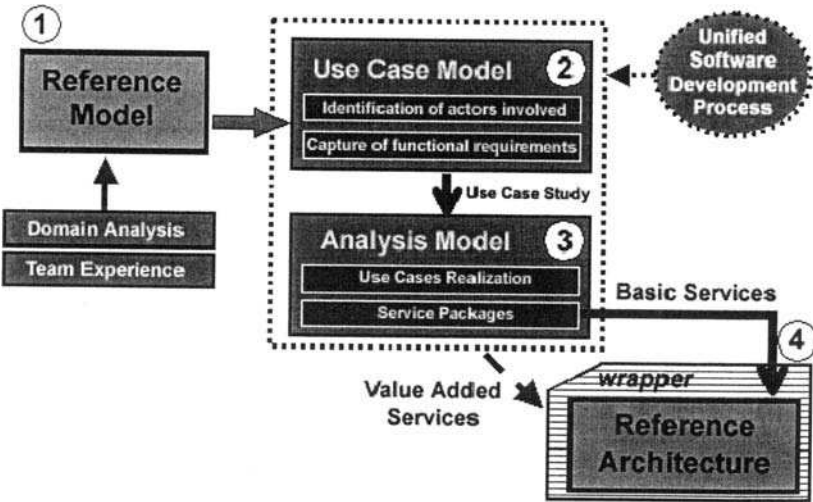 1
Reference
Model
Domain Analysis
Team Experience
Use Case Model
2
Identification of actors involved
Capture of functional requirements
Unified
Software
Development
Process
Use Case Study
Analysis Model
3
Use Cases Realization
Service Packages
Basic Services
4
Value Added
Services
wrapper
Reference
Architecture